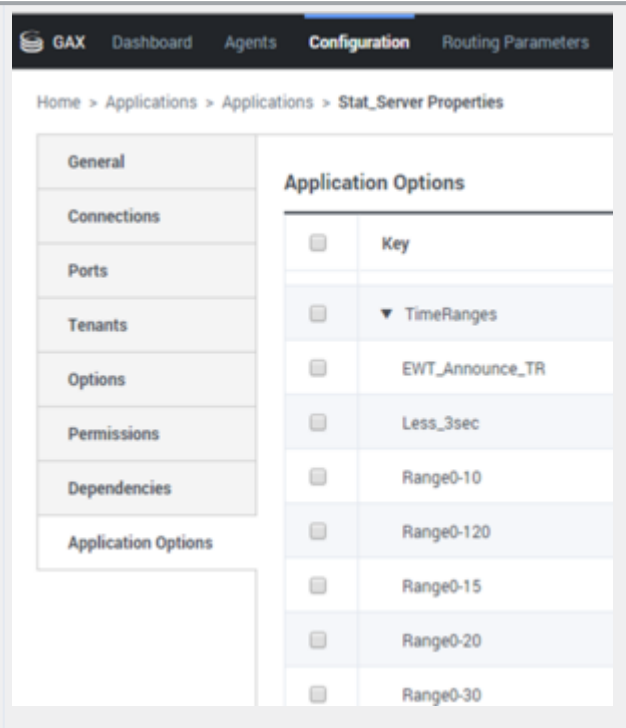 GAX Dashboard Agents Configuration Routing Parameters
Home > Applications > Applications > Stat_Server Properties
General
Connections
Ports
Tenants
Options
Permissions
Dependencies
Application Options
Application Options
Key
TimeRanges
EWT_Announce_TR
Less_3sec
Range0-10
Range0-120
Range0-15
Range0-20
Range0-30